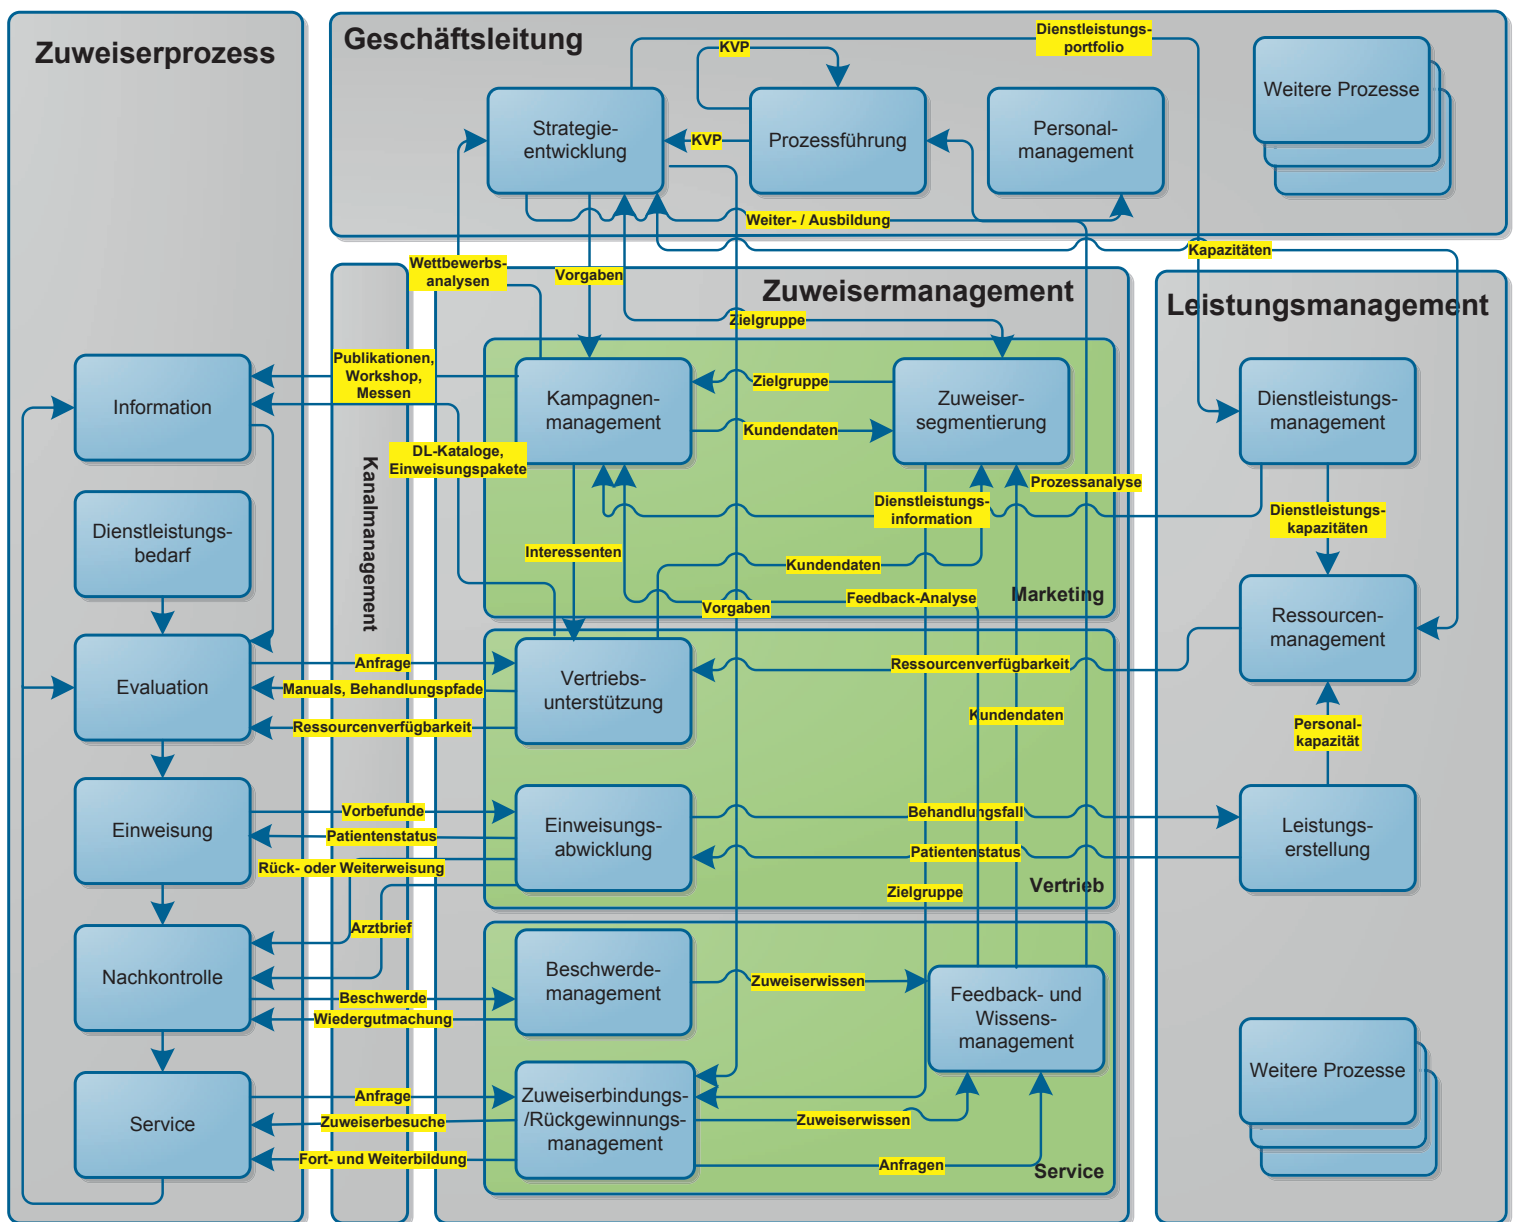 Zuweiserprozess
Geschäftsleitung
Dienstleistungs-
portfolio
KVP
Weitere Prozesse
Strategie-
entwicklung
KVP
Prozessführung
Personal-
management
Weiter- / Ausbildung
Kapazitäten
Wettbewerbs-
analysen
Vorgaben
Zuweisermanagement
Leistungsmanagement
Zielgruppe
Publikationen,
Workshop,
Messen
Information
Kampagnen-
management
Zielgruppe
Kundendaten
Zuweiser-
segmentierung
Dienstleistungs-
management
DL-Kataloge,
Einweisungspakete
Kanalmanagement
Prozessanalyse
Dienstleistungs-
information
Dienstleistungs-
kapazitäten
Dienstleistungs-
bedarf
Interessenten
Kundendaten
Vorgaben
Feedback-Analyse
Marketing
Ressourcen-
management
Evaluation
Anfrage
Manuals, Behandlungspfade
Ressourcenverfügbarkeit
Vertriebs-
unterstützung
Ressourcenverfügbarkeit
Kundendaten
Personal-
kapazität
Einweisung
Vorbefunde
Patientenstatus
Rück- oder Weiterweisung
Einweisungs-
abwicklung
Behandlungsfall
Patientenstatus
Zielgruppe
Vertrieb
Leistungs-
erstellung
Arztbrief
Nachkontrolle
Beschwerde
Wiedergutmachung
Beschwerde-
management
Zuweiserwissen
Feedback- und
Wissens-
management
Weitere Prozesse
Service
Anfrage
Zuweiserbesuche
Fort- und Weiterbildung
Zuweiserbindungs-
/Rückgewinnungs-
management
Zuweiserwissen
Anfragen
Service